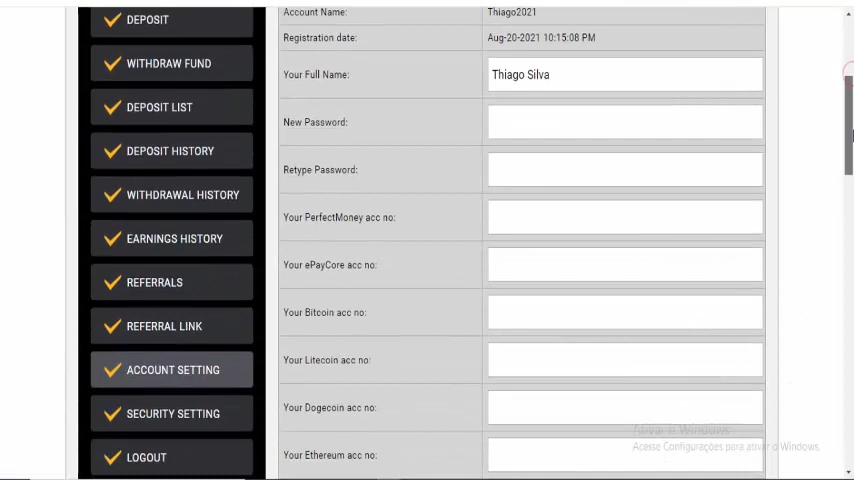 DEPOSIT
WITHDRAW FUND
DEPOSIT LIST
DEPOSIT HISTORY
WITHDRAWAL HISTORY
EARNINGS HISTORY
REFERRALS
REFERRAL LINK
ACCOUNT SETTING
SECURITY SETTING
LOGOUT
Account Name: Thiago2021
Registration date: Aug-20-2021 10:15:08 PM
Your Full Name: Thiago Silva
New Password:
Retype Password:
Your PerfectMoney acc no:
Your ePayCore acc no:
Your Bitcoin acc no:
Your Litecoin acc no:
Your Dogecoin acc no:
Your Ethereum acc no:
Ativar o Windows
Acesse Configurações para ativar o Windows.